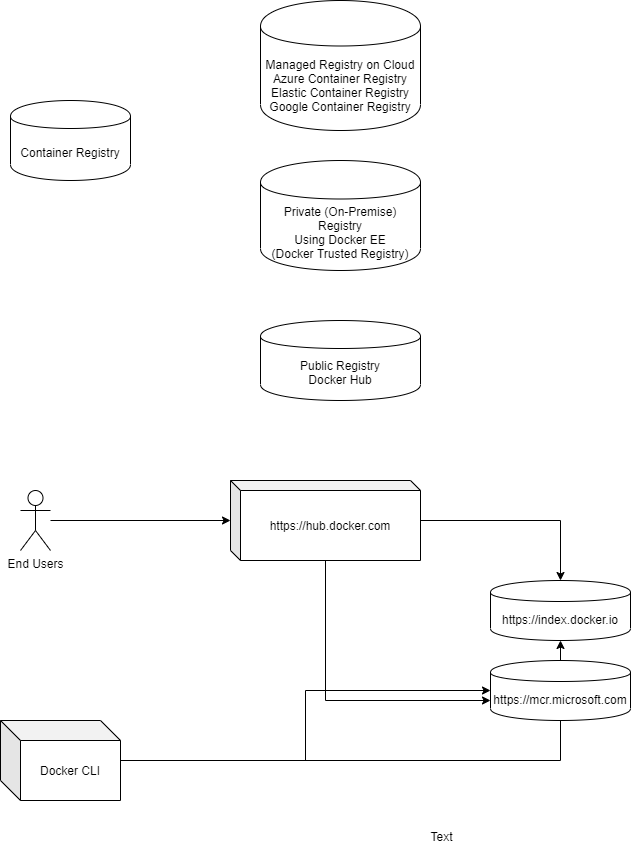 Managed Registry on Cloud
Azure Container Registry
Elastic Container Registry
Google Container Registry
Container Registry
Private (On-Premise)
Registry
Using Docker EE
(Docker Trusted Registry)
Public Registry
Docker Hub
https://hub.docker.com
End Users
https://index.docker.io
https://mcr.microsoft.com
Docker CLI
Text